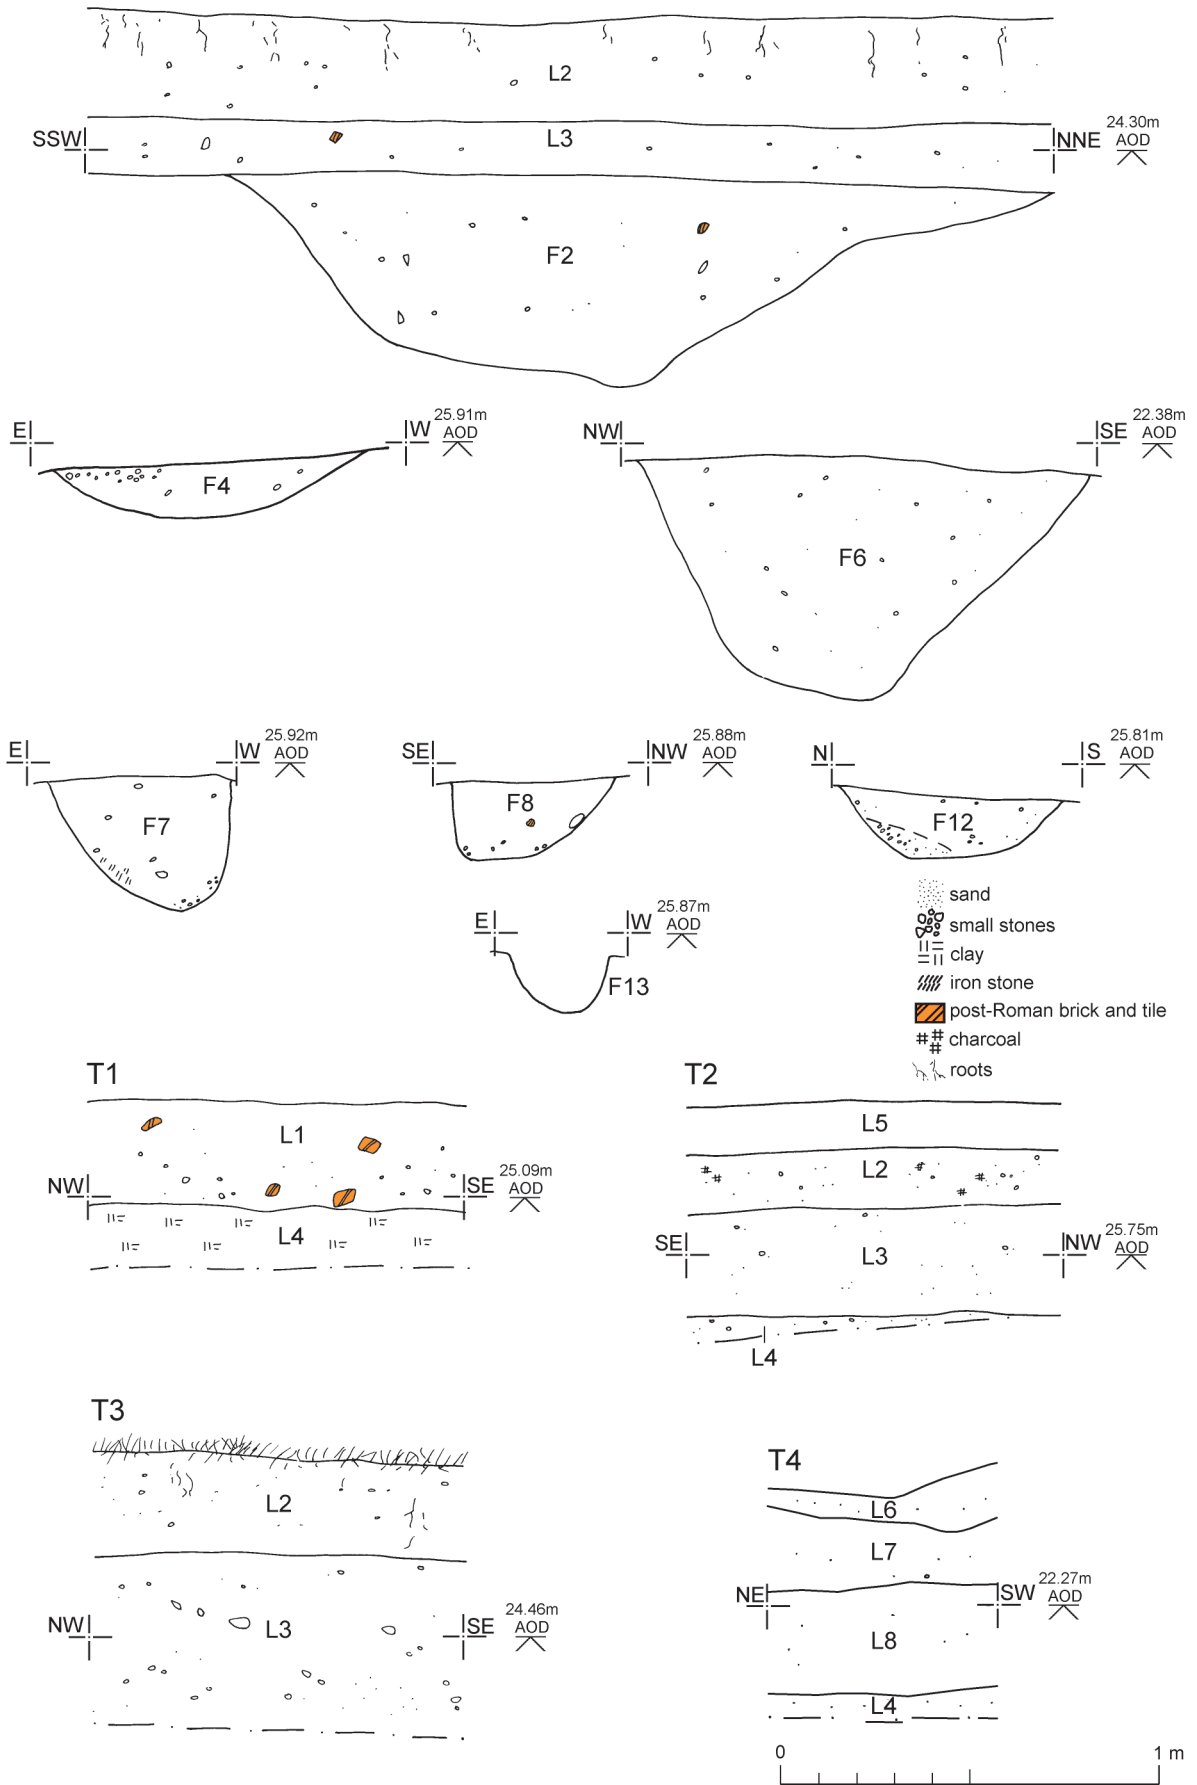 L2
SSW
L3
NNE
24.30m
AOD
F2
E
W
25.91m
AOD
F4
NW
SE
22.38m
AOD
F6
E
W
25.92m
AOD
F7
SE
NW
25.88m
AOD
F8
N
S
25.81m
AOD
F12
E
W
25.87m
AOD
F13
sand
small stones
clay
iron stone
post-Roman brick and tile
charcoal
roots
T1
L1
NW
SE
25.09m
AOD
L4
T2
L5
L2
SE
L3
NW
25.75m
AOD
L4
T3
L2
NW
L3
SE
24.46m
AOD
T4
L6
L7
NE
SW
22.27m
AOD
L8
L4
0
1 m